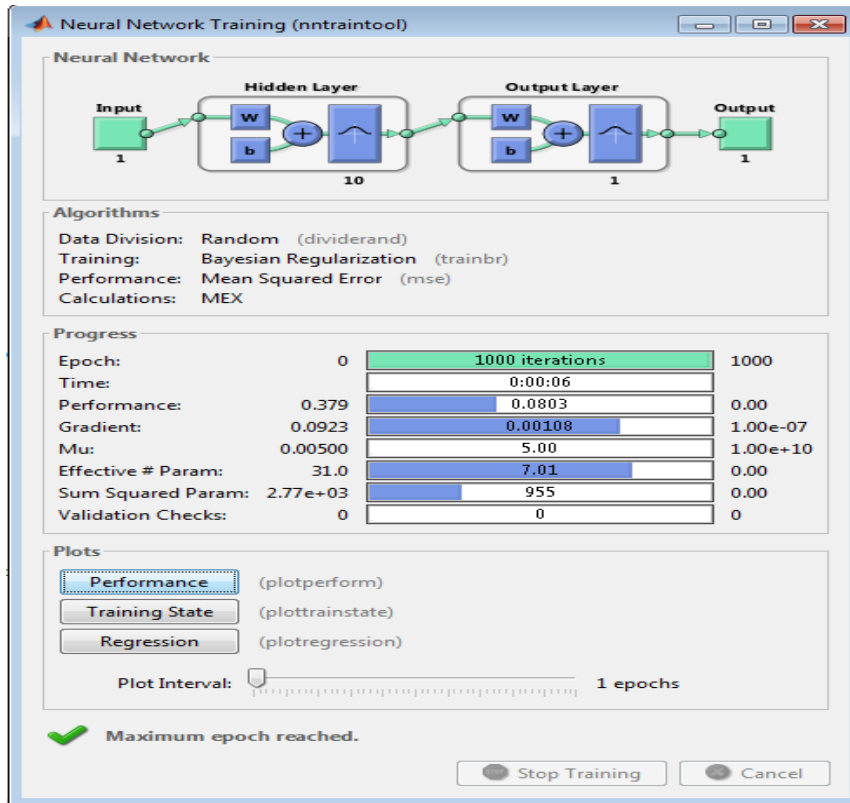 Neural Network Training (nntraintool)
Neural Network
Hidden Layer
Output Layer
Input
W
b
+
W
b
+
Output
1
10
1
1
Algorithms
Data Division: Random (dividerand)
Training: Bayesian Regularization (trainbr)
Performance: Mean Squared Error (mse)
Calculations: MEX
Progress
Epoch: 0 1000 iterations 1000
Time: 0:00:06
Performance: 0.379 0.0803 0.00
Gradient: 0.0923 0.00108 1.00e-07
Mu: 0.00500 5.00 1.00e+10
Effective # Param: 31.0 7.01 0.00
Sum Squared Param: 2.77e+03 955 0.00
Validation Checks: 0 0 0
Plots
Performance (plotperform)
Training State (plottrainstate)
Regression (plotregression)
Plot Interval: 1 epochs
Maximum epoch reached.
Stop Training Cancel